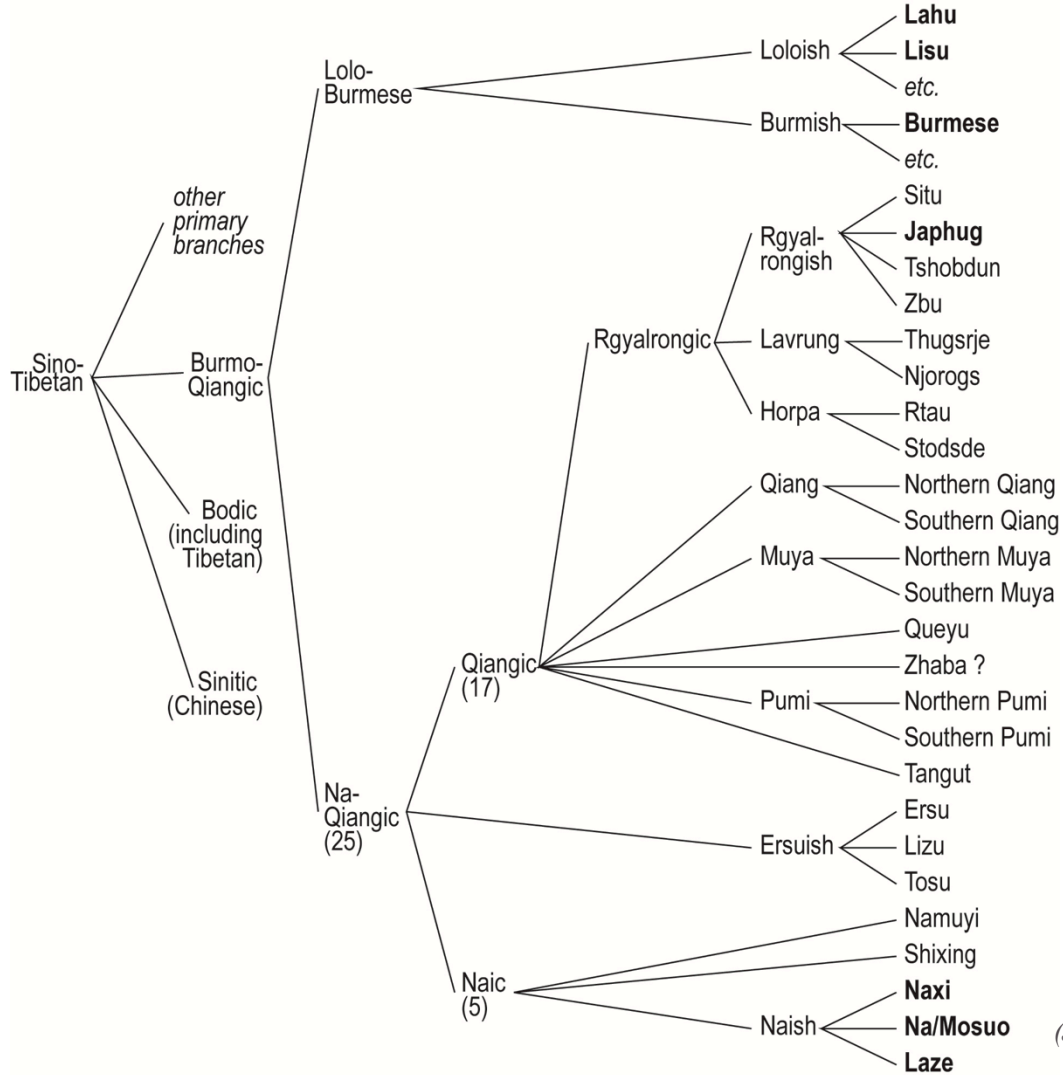 Lahu
Lisu
etc.
Loloish
Lolo-
Burmese
Burmish
Burmese
etc.
other
primary
branches
Situ
Japhug
Tshobdun
Zbu
Rgyal-
rongish
Rgyalrongic
Lavrung
Thugsrje
Njorogs
Sino-
Tibetan
Burmo-
Qiangic
Horpa
Rtau
Stodsde
Qiang
Northern Qiang
Southern Qiang
Bodic
(including
Tibetan)
Muya
Northern Muya
Southern Muya
Queyu
Zhaba ?
Qiangic
(17)
Sinitic
(Chinese)
Pumi
Northern Pumi
Southern Pumi
Tangut
Na-
Qiangic
(25)
Ersuish
Ersu
Lizu
Tosu
Namuyi
Shixing
Naic
(5)
Naish
Naxi
Na/Mosuo
Laze